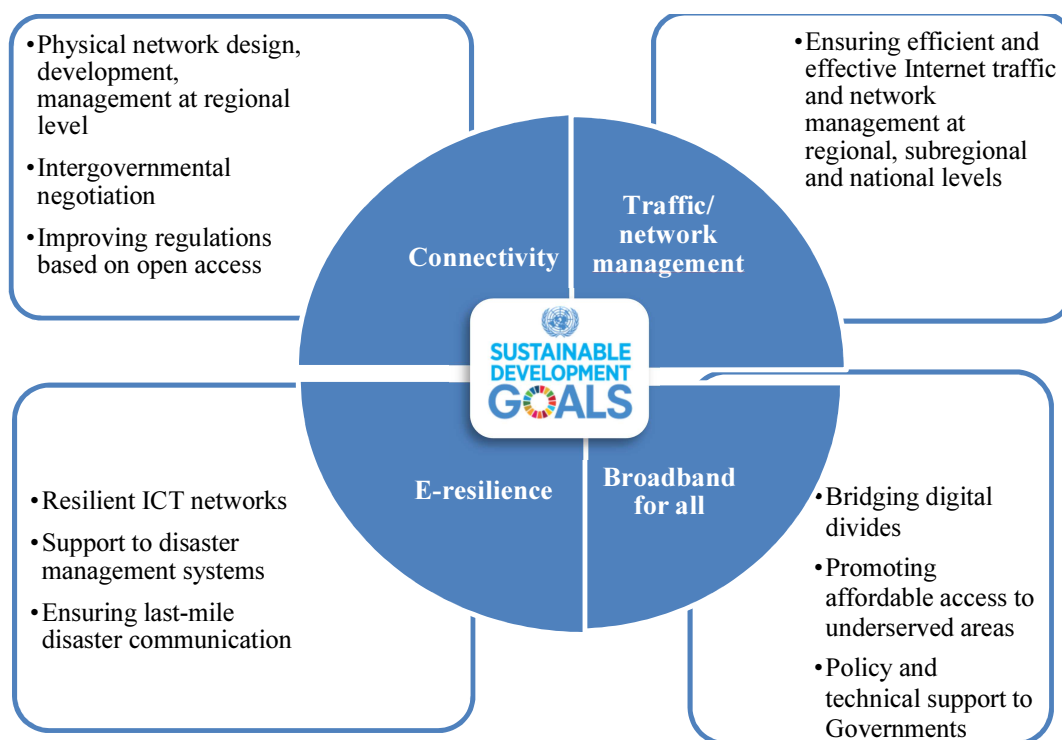 •Physical network design,
development,
management at regional
level
•Intergovernmental
negotiation
•Improving regulations
based on open access
•Ensuring efficient and
effective Internet traffic
and network
management at
regional, subregional
and national levels
Connectivity
Traffic/
network
management
SUSTAINABLE
DEVELOPMENT
GOALS
E-resilience
Broadband
for all
•Resilient ICT networks
•Support to disaster
management systems
•Ensuring last-mile
disaster communication
•Bridging digital
divides
•Promoting
affordable access to
underserved areas
•Policy and
technical support to
Governments